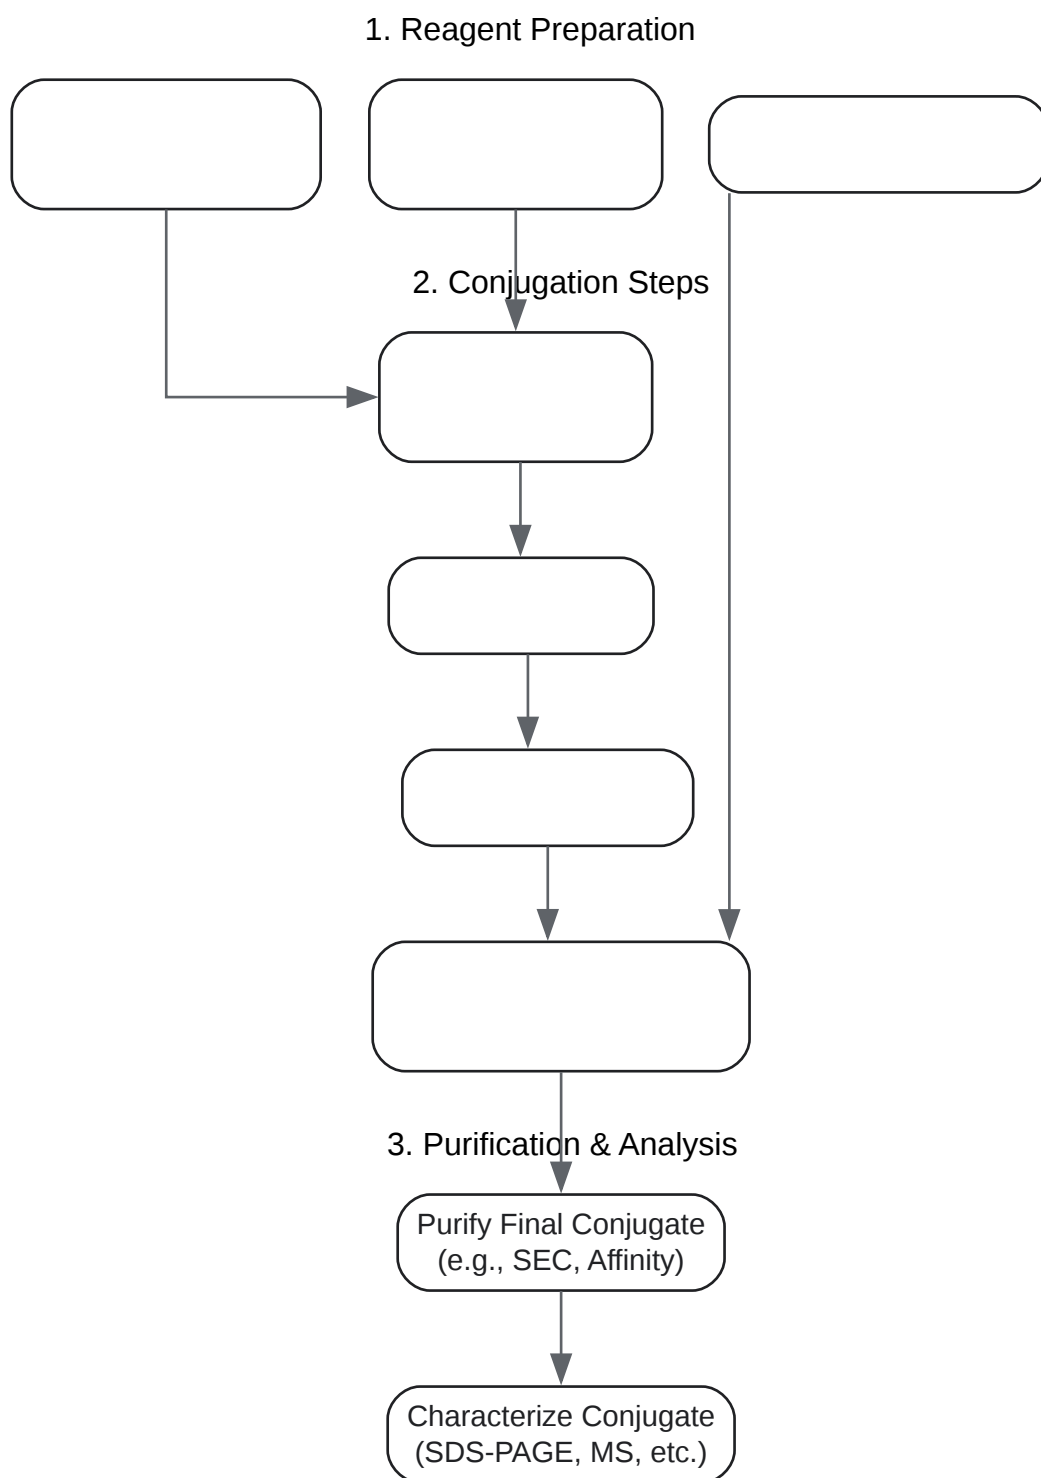 1. Reagent Preparation
2. Conjugation Steps
3. Purification & Analysis
Purify Final Conjugate
(e.g., SEC, Affinity)
Characterize Conjugate
(SDS-PAGE, MS, etc.)